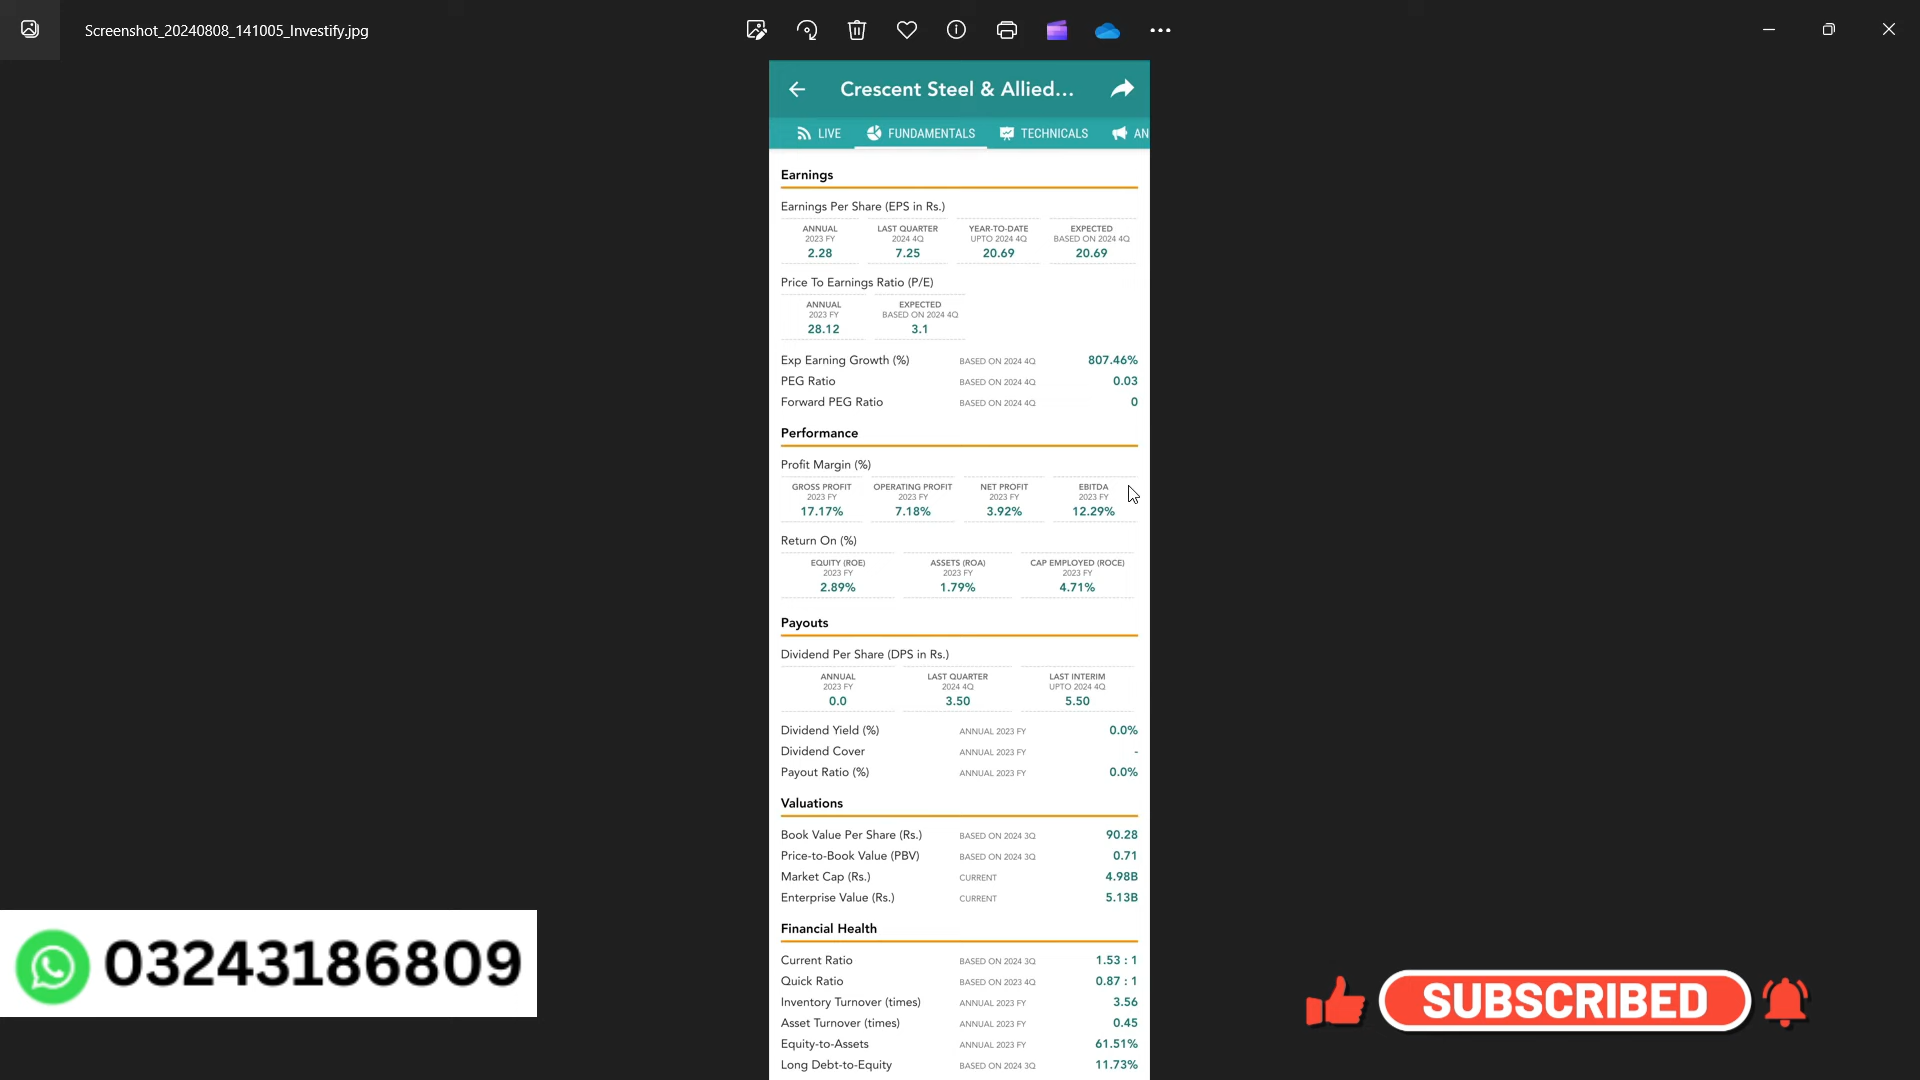 Screenshot_20240808_141005_Investify.jpg
Crescent Steel & Allied...
LIVE FUNDAMENTALS TECHNICALS AN
Earnings
Earnings Per Share (EPS in Rs.)
ANNUAL LAST QUARTER YEAR-TO-DATE EXPECTED
2023 FY 2024 4Q UPTO 2024 4Q BASED ON 2024 4Q
2.28 7.25 20.69 20.69
Price To Earnings Ratio (P/E)
ANNUAL EXPECTED
2023 FY BASED ON 2024 4Q
28.12 3.1
Exp Earning Growth (%) BASED ON 2024 4Q 807.46%
PEG Ratio BASED ON 2024 4Q 0.03
Forward PEG Ratio BASED ON 2024 4Q 0
Performance
Profit Margin (%)
GROSS PROFIT OPERATING PROFIT NET PROFIT EBITDA
2023 FY 2023 FY 2023 FY 2023 FY
17.17% 7.18% 3.92% 12.29%
Return On (%)
EQUITY (ROE) ASSETS (ROA) CAP EMPLOYED (ROCE)
2023 FY 2023 FY 2023 FY
2.89% 1.79% 4.71%
Payouts
Dividend Per Share (DPS in Rs.)
ANNUAL LAST QUARTER LAST INTERIM
2023 FY 2024 4Q UPTO 2024 4Q
0.0 3.50 5.50
Dividend Yield (%) ANNUAL 2023 FY 0.0%
Dividend Cover ANNUAL 2023 FY -
Payout Ratio (%) ANNUAL 2023 FY 0.0%
Valuations
Book Value Per Share (Rs.) BASED ON 2024 3Q 90.28
Price-to-Book Value (PBV) BASED ON 2024 3Q 0.71
Market Cap (Rs.) CURRENT 4.98B
Enterprise Value (Rs.) CURRENT 5.13B
Financial Health
Current Ratio BASED ON 2024 3Q 1.53 : 1
Quick Ratio BASED ON 2023 4Q 0.87 : 1
Inventory Turnover (times) ANNUAL 2023 FY 3.56
Asset Turnover (times) ANNUAL 2023 FY 0.45
Equity-to-Assets ANNUAL 2023 FY 61.51%
Long Debt-to-Equity BASED ON 2024 3Q 11.73%
03243186809
SUBSCRIBED